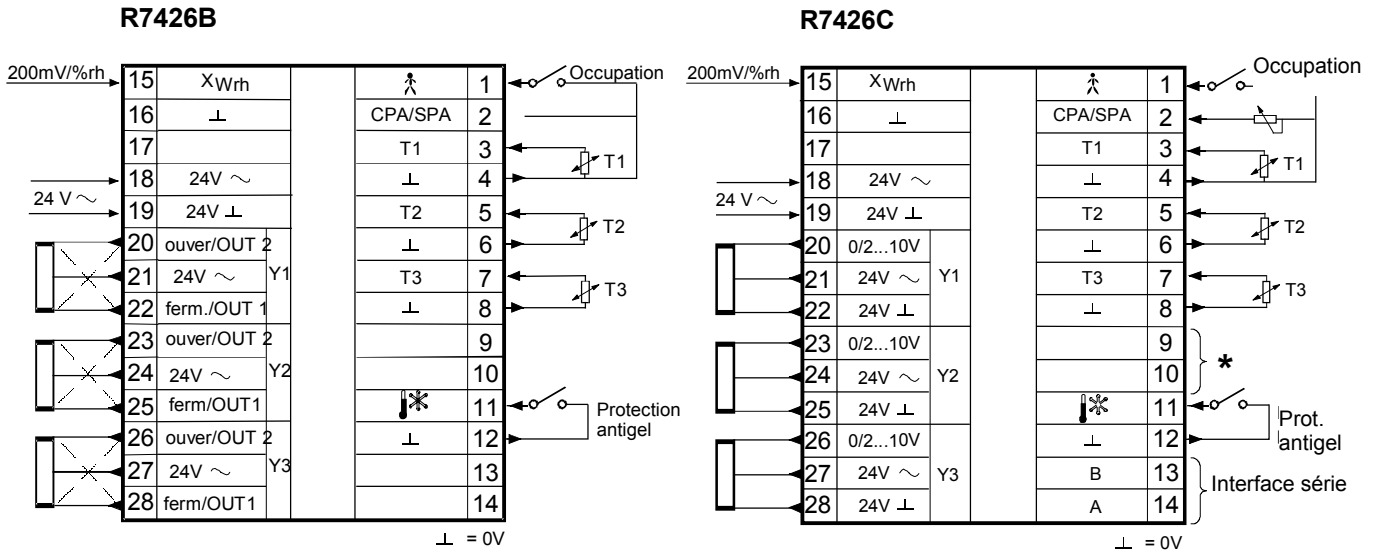 R7426B
200mV/%rh
15 XWrh 1 Occupation
16 ⊥ CPA/SPA 2
17 T1 3
T1
18 24V ~ ⊥ 4
24 V ~
19 24V ⊥ T2 5
T2
20 ouver/OUT 2 ⊥ 6
21 24V ~ Y1 T3 7
T3
22 ferm./OUT 1 ⊥ 8
23 ouver/OUT 2 9
24 24V ~ Y2 10
25 ferm/OUT1 11
Protection
antigel
26 ouver/OUT 2 ⊥ 12
27 24V ~ Y3 13
28 ferm/OUT1 14
⊥ = 0V
R7426C
200mV/%rh
15 XWrh 1 Occupation
16 ⊥ CPA/SPA 2
17 T1 3
T1
18 24V ~ ⊥ 4
24 V ~
19 24V ⊥ T2 5
T2
20 0/2...10V ⊥ 6
21 24V ~ Y1 T3 7
T3
22 24V ⊥ ⊥ 8
23 0/2...10V 9
*
24 24V ~ Y2 10
25 24V ⊥ 11
Prot.
antigel
26 0/2...10V ⊥ 12
27 24V ~ Y3 B 13
Interface série
28 24V ⊥ A 14
⊥ = 0V